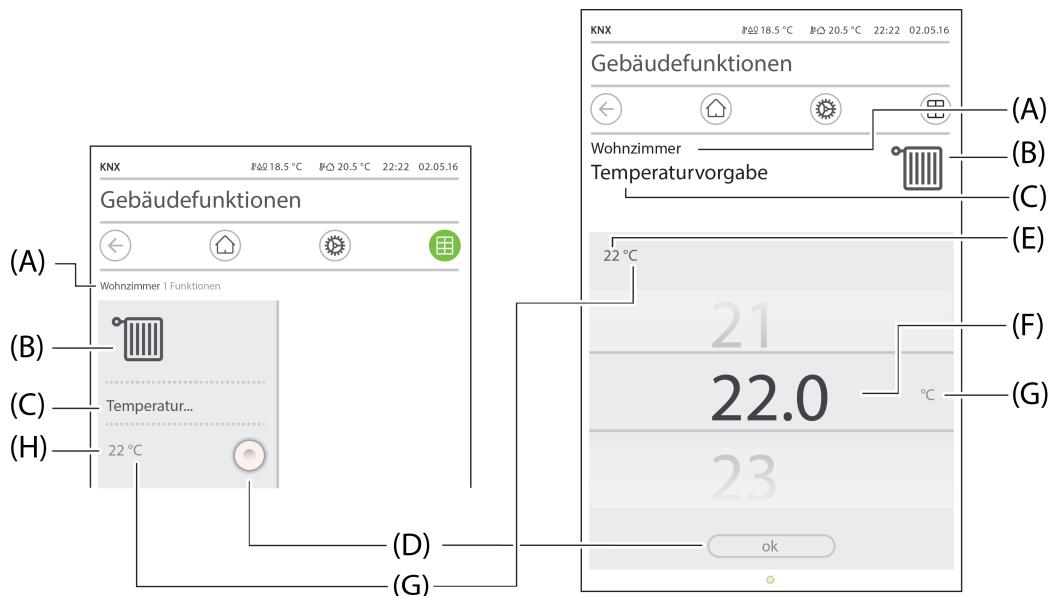 KNX 18.5 °C 20.5 °C 22:22 02.05.16
Gebäudefunktionen
(A)
Wohnzimmer 1 Funktionen
(B)
(C)
Temperatur...
(H)
22 °C
(D)
(G)
KNX 18.5 °C 20.5 °C 22:22 02.05.16
Gebäudefunktionen
(A)
Wohnzimmer
(B)
Temperaturvorgabe
(C)
(E)
22 °C
21
(F)
22.0
°C
(G)
23
ok